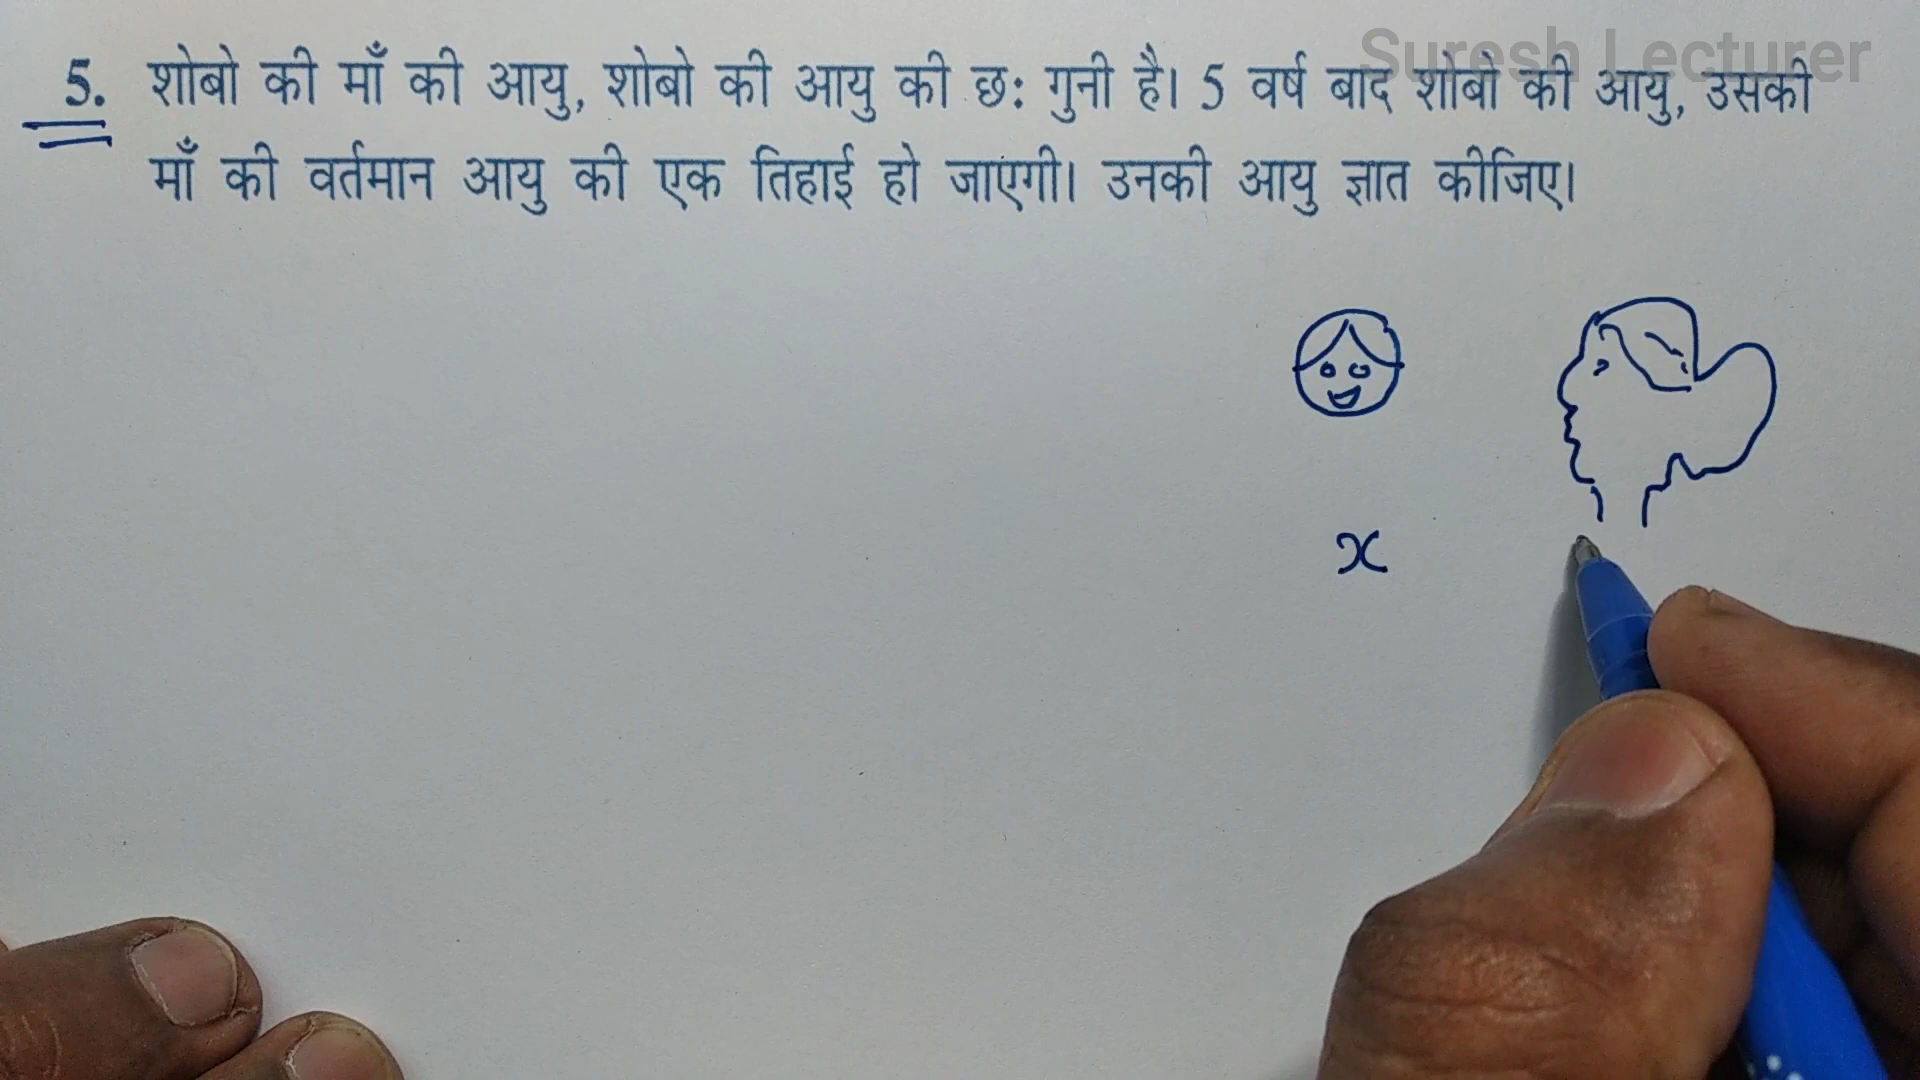 Suresh Lecturer
5. शोबो की माँ की आयु, शोबो की आयु की छ: गुनी है। 5 वर्ष बाद शोबो की आयु, उसकी
माँ की वर्तमान आयु की एक तिहाई हो जाएगी। उनकी आयु ज्ञात कीजिए।
x